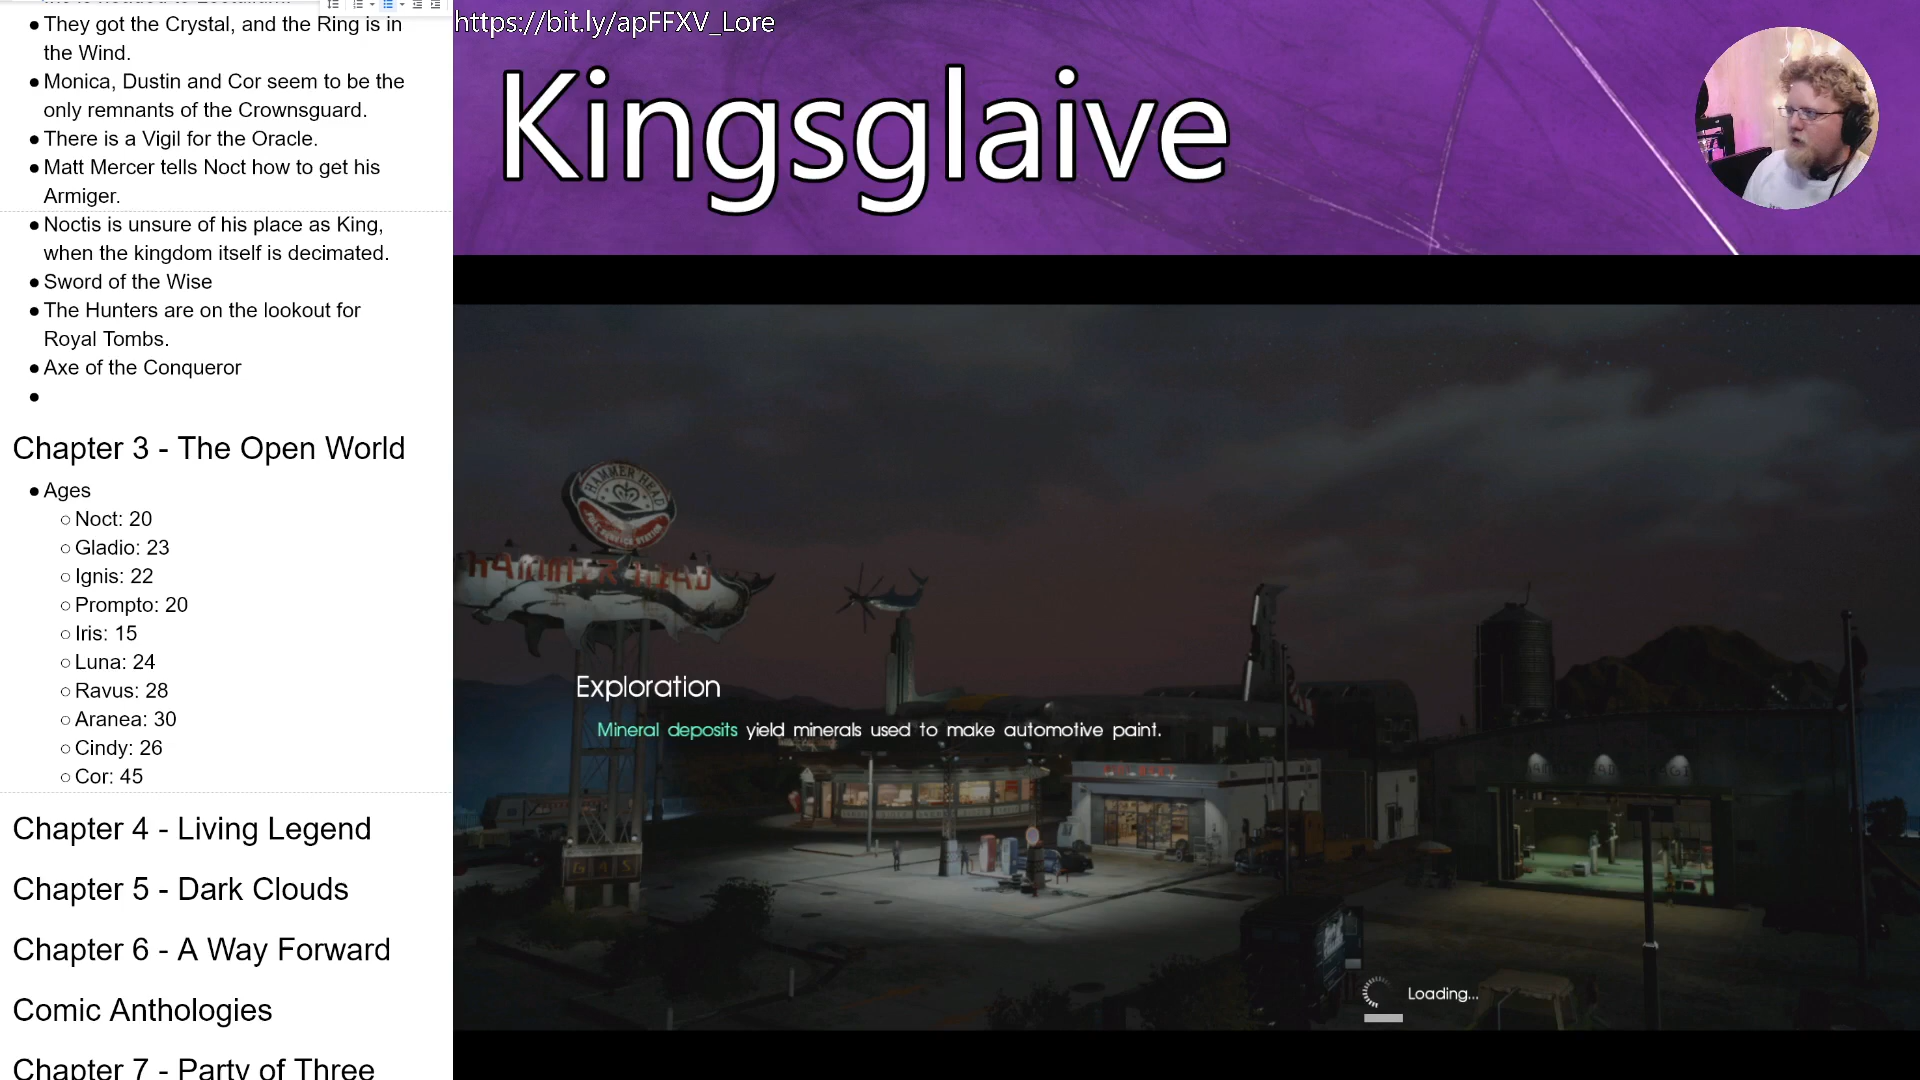 They got the Crystal, and the Ring is in
the Wind.
Monica, Dustin and Cor seem to be the
only remnants of the Crownsguard.
There is a Vigil for the Oracle.
Matt Mercer tells Noct how to get his
Armiger.
Noctis is unsure of his place as King,
when the kingdom itself is decimated.
Sword of the Wise
The Hunters are on the lookout for
Royal Tombs.
Axe of the Conqueror
Chapter 3 - The Open World
Ages
Noct: 20
Gladio: 23
Ignis: 22
Prompto: 20
Iris: 15
Luna: 24
Ravus: 28
Aranea: 30
Cindy: 26
Cor: 45
Chapter 4 - Living Legend
Chapter 5 - Dark Clouds
Chapter 6 - A Way Forward
Comic Anthologies
Chapter 7 - Party of Three
https://bit.ly/apFFXV_Lore
Kingsglaive
HAMMER HEAD
HAMMER HEAD
Exploration
Mineral deposits yield minerals used to make automotive paint.
GAS
Loading...